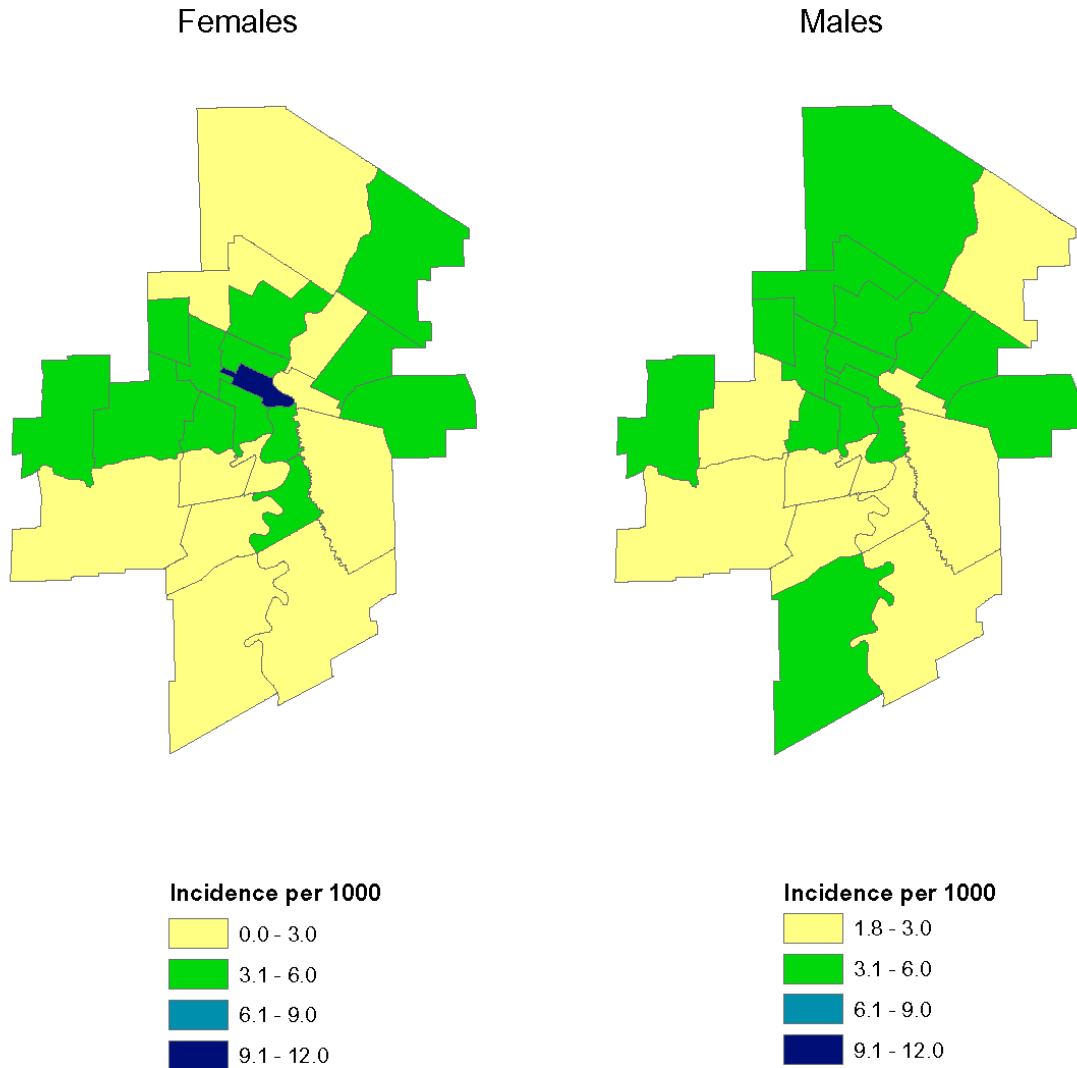 Females
Males
Incidence per 1000
0.0 - 3.0
3.1 - 6.0
6.1 - 9.0
9.1 - 12.0
Incidence per 1000
1.8 - 3.0
3.1 - 6.0
6.1 - 9.0
9.1 - 12.0